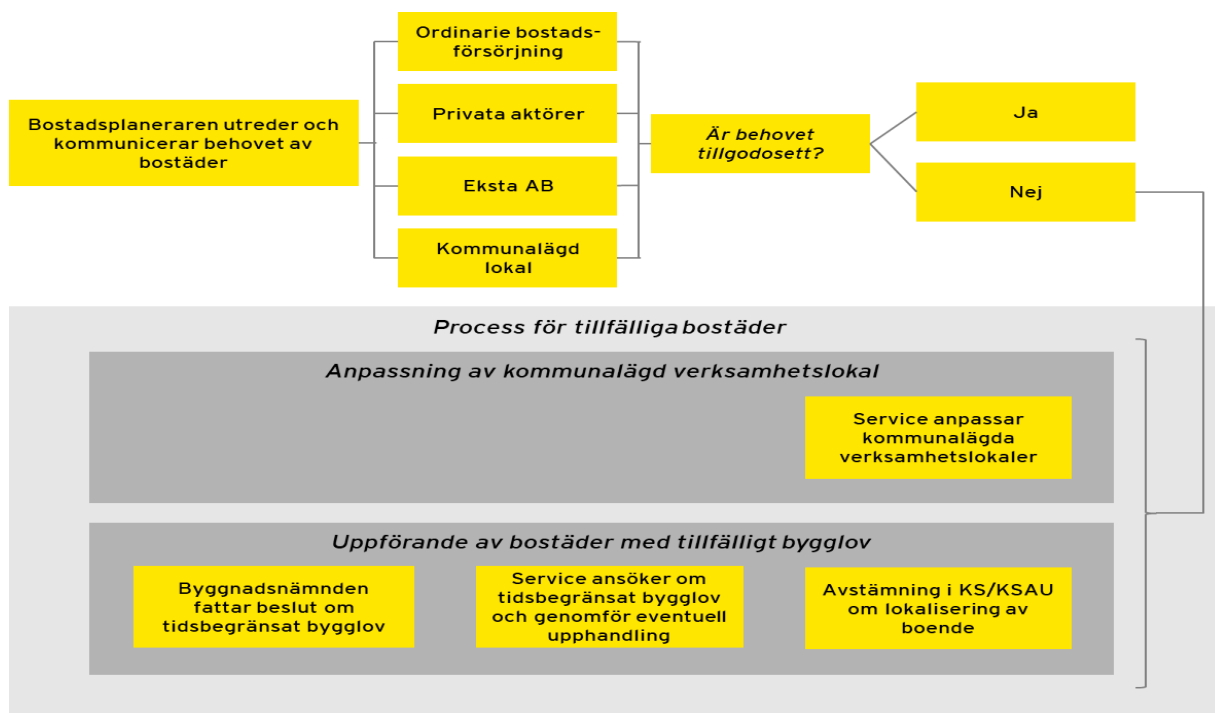 Bostadsplaneraren utreder och
kommunicerar behovet av
bostäder
Ordinarie bostads-
försörjning
Privata aktörer
Eksta AB
Kommunalägd
lokal
Är behovet
tillgodosett?
Ja
Nej
Process för tillfälliga bostäder
Anpassning av kommunalägd verksamhetslokal
Service anpassar
kommunalägda
verksamhetslokaler
Uppförande av bostäder med tillfälligt bygglov
Byggnadsnämnden
fattar beslut om
tidsbegränsat bygglov
Service ansöker om
tidsbegränsat bygglov
och genomför eventuell
upphandling
Avstämning i KS/KSAU
om lokalisering av
boende